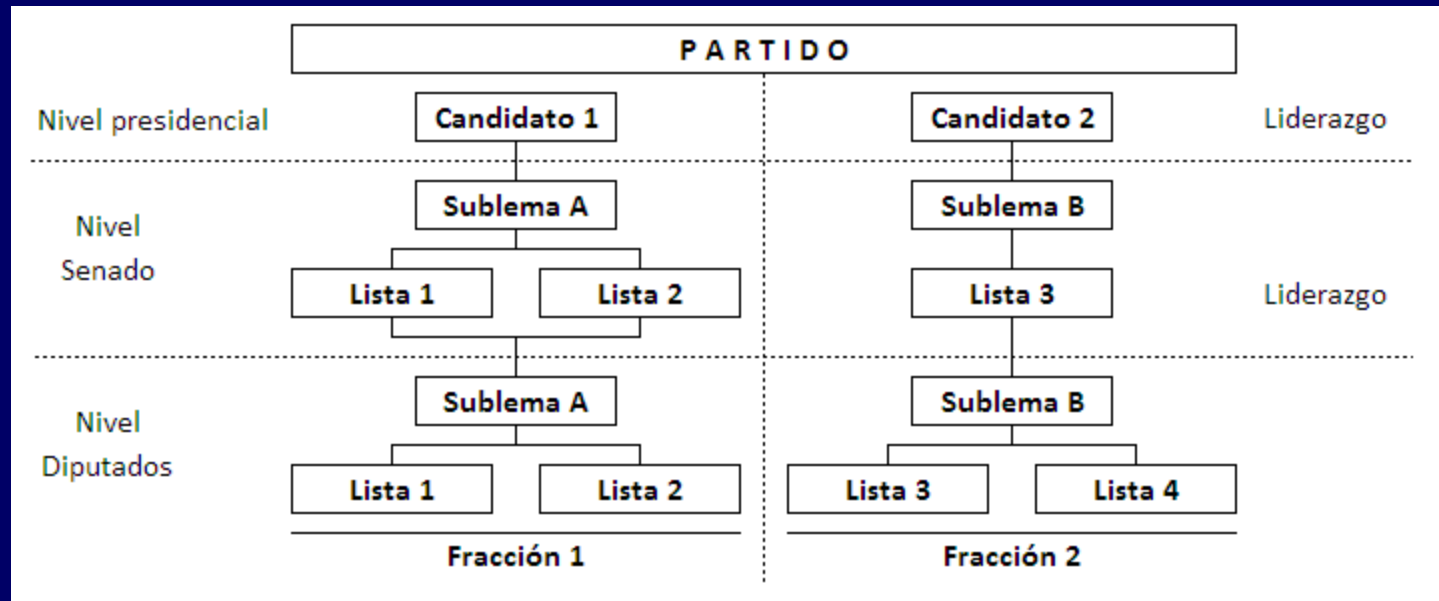 P A R T I D O
Nivel presidencial
Candidato 1
Candidato 2
Liderazgo
Nivel
Senado
Sublema A
Sublema B
Lista 1
Lista 2
Lista 3
Liderazgo
Nivel
Diputados
Sublema A
Sublema B
Lista 1
Lista 2
Lista 3
Lista 4
Fracción 1
Fracción 2